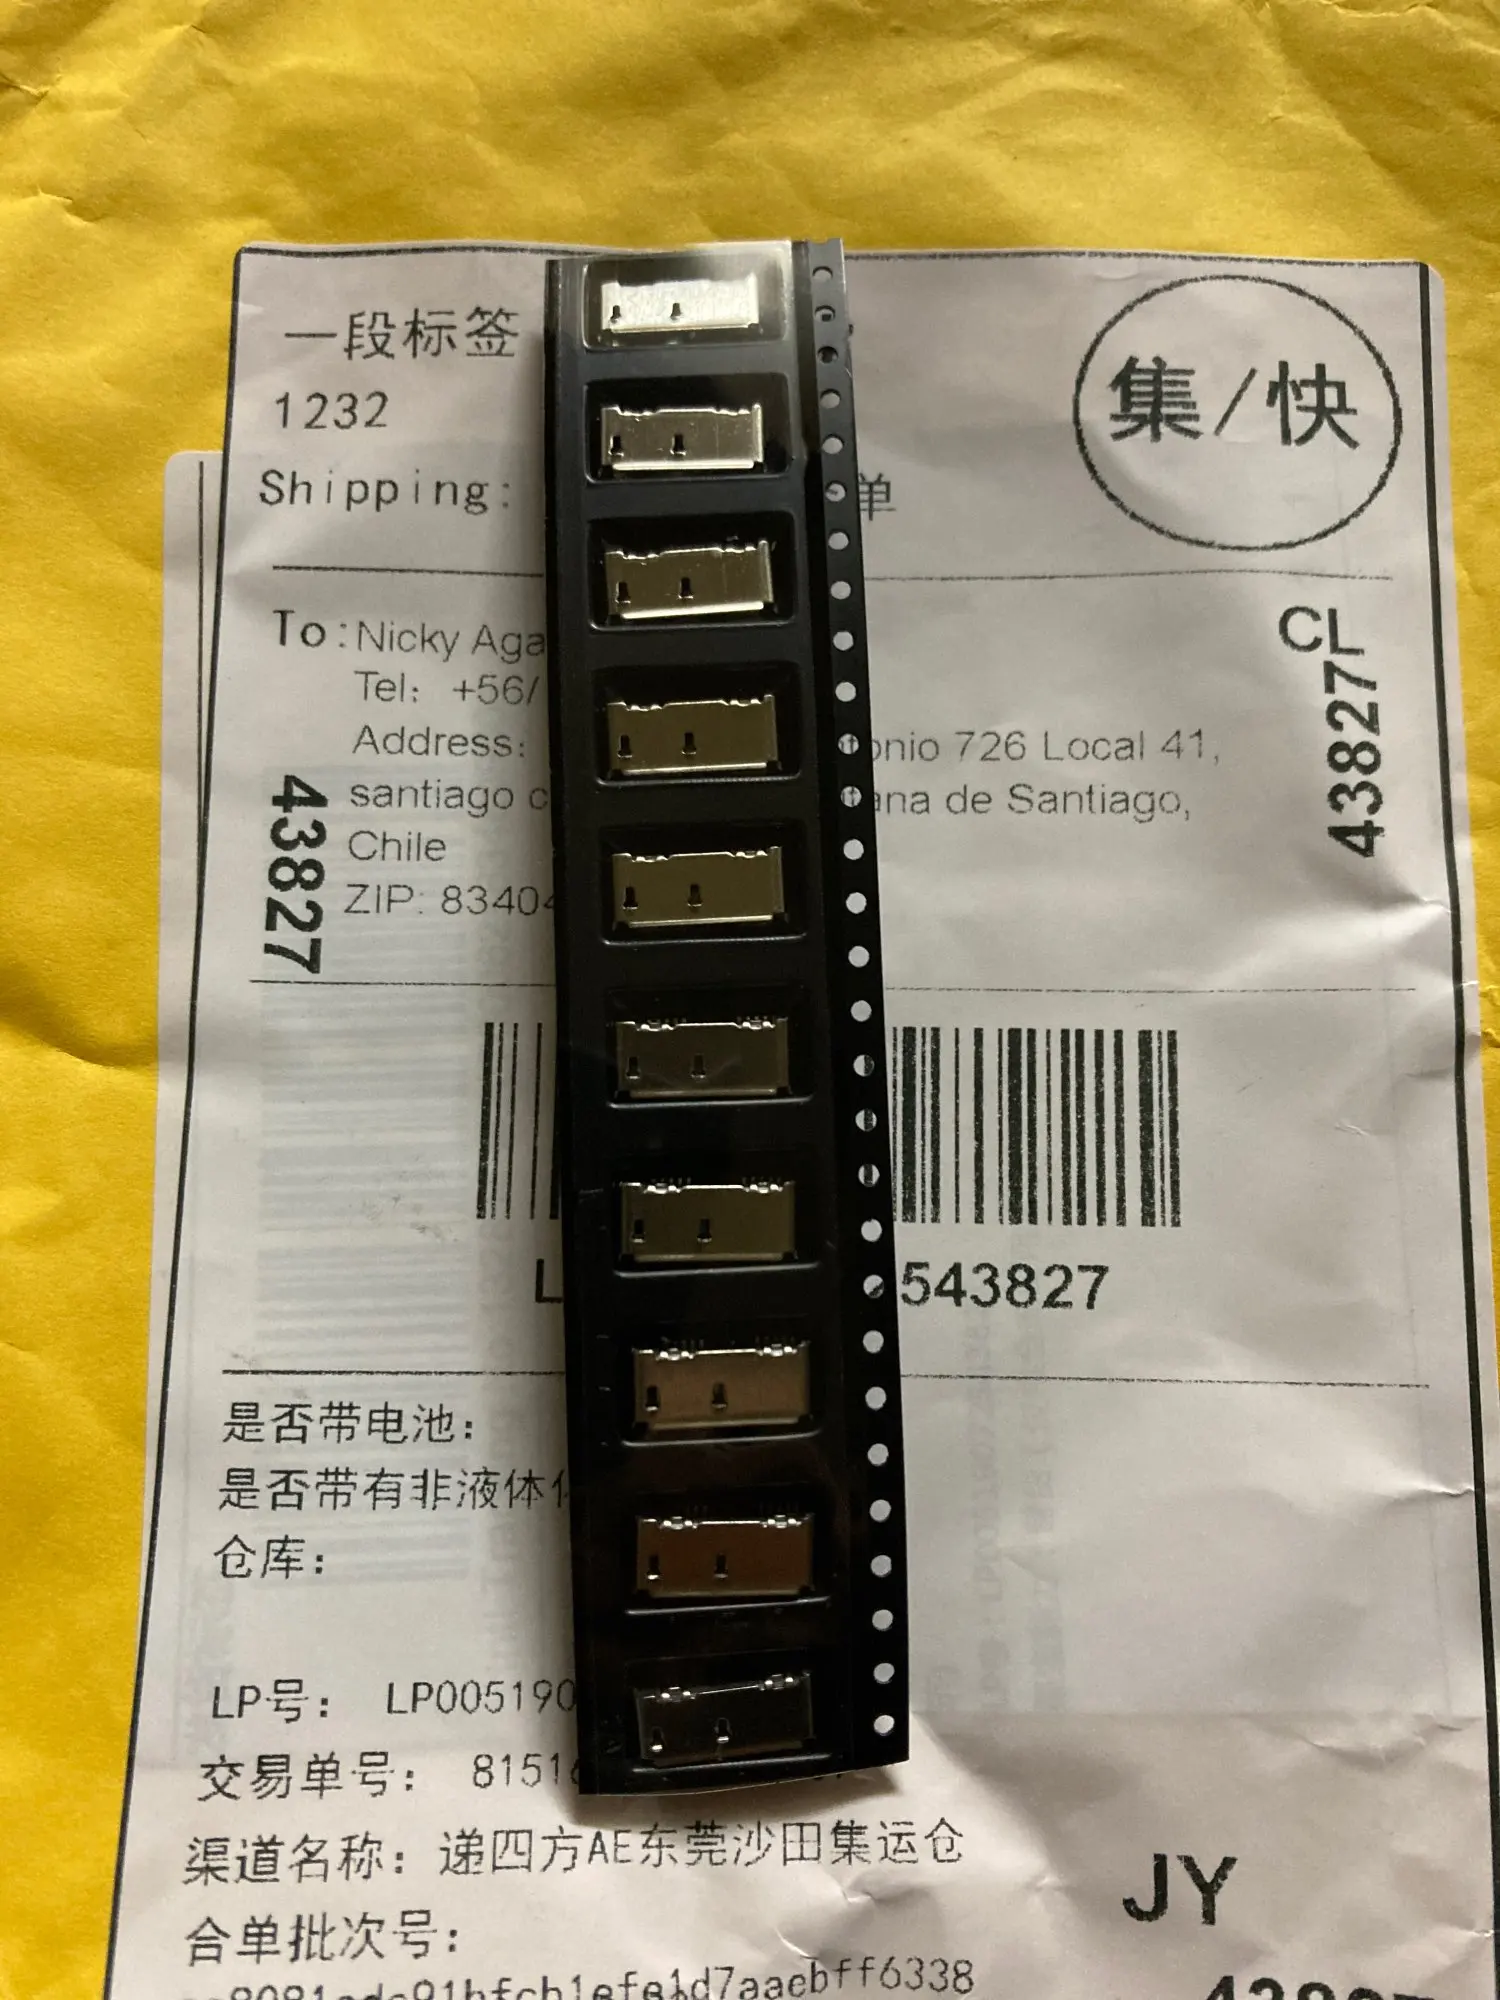 一段标签
集/快
1232
Shipping:
单
To:Nicky Aga
Tel: +56/
CL
Address: onio 726 Local 41,
43827
santiago c ana de Santiago,
43827
Chile
ZIP: 83404
L 543827
是否带电池:
是否带有非液体
仓库:
LP号: LP005190
交易单号: 8151
渠道名称: 递四方AE东莞沙田集运仓
JY
合单批次号: